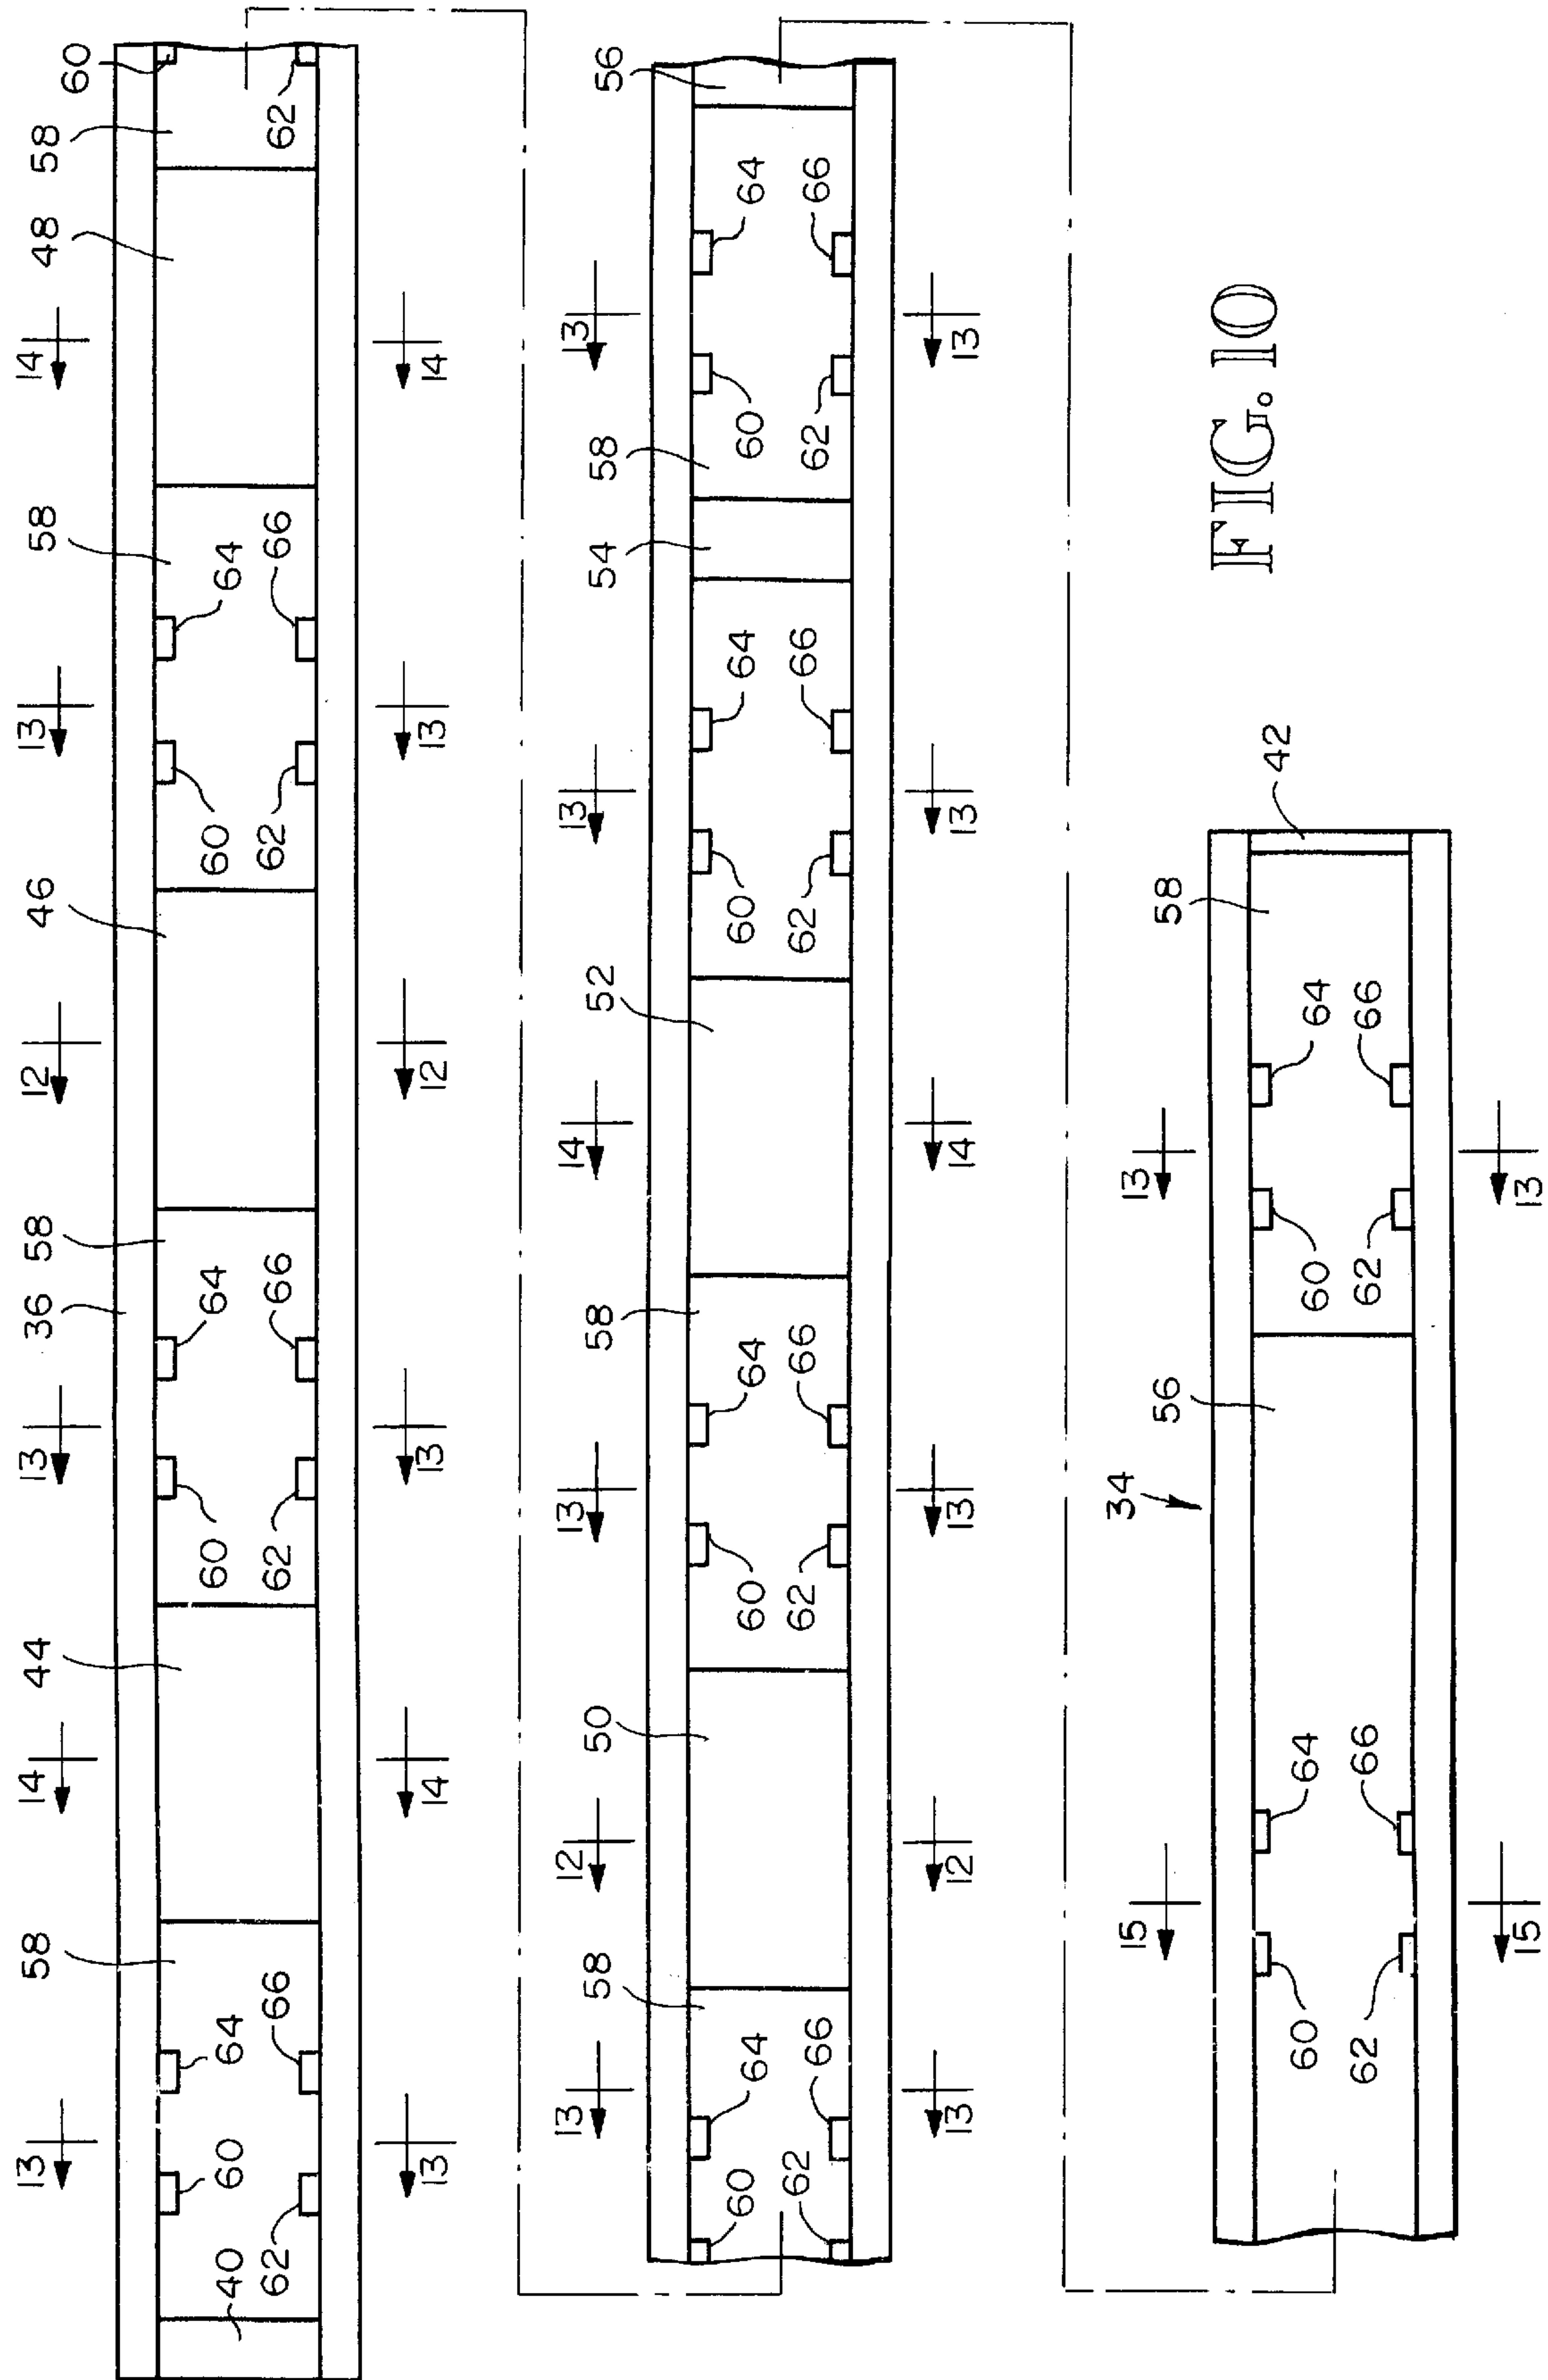 13 58 14 44 13 36 58 12 46 13 58 14 48 58 60
40 60 64 60 64 60 64
62 66 62 66 62 66 62
13 14 13 12 13 14
13 58 12 50 13 58 14 52 13 54 58 13 56
60 64 60 64 60 64 60 64
62 66 62 66 62 66 62 66
13 12 13 14 13 13
15 34 56 13 58 42
60 64 60 64
62 66 62 66
15 13
FIG. 10